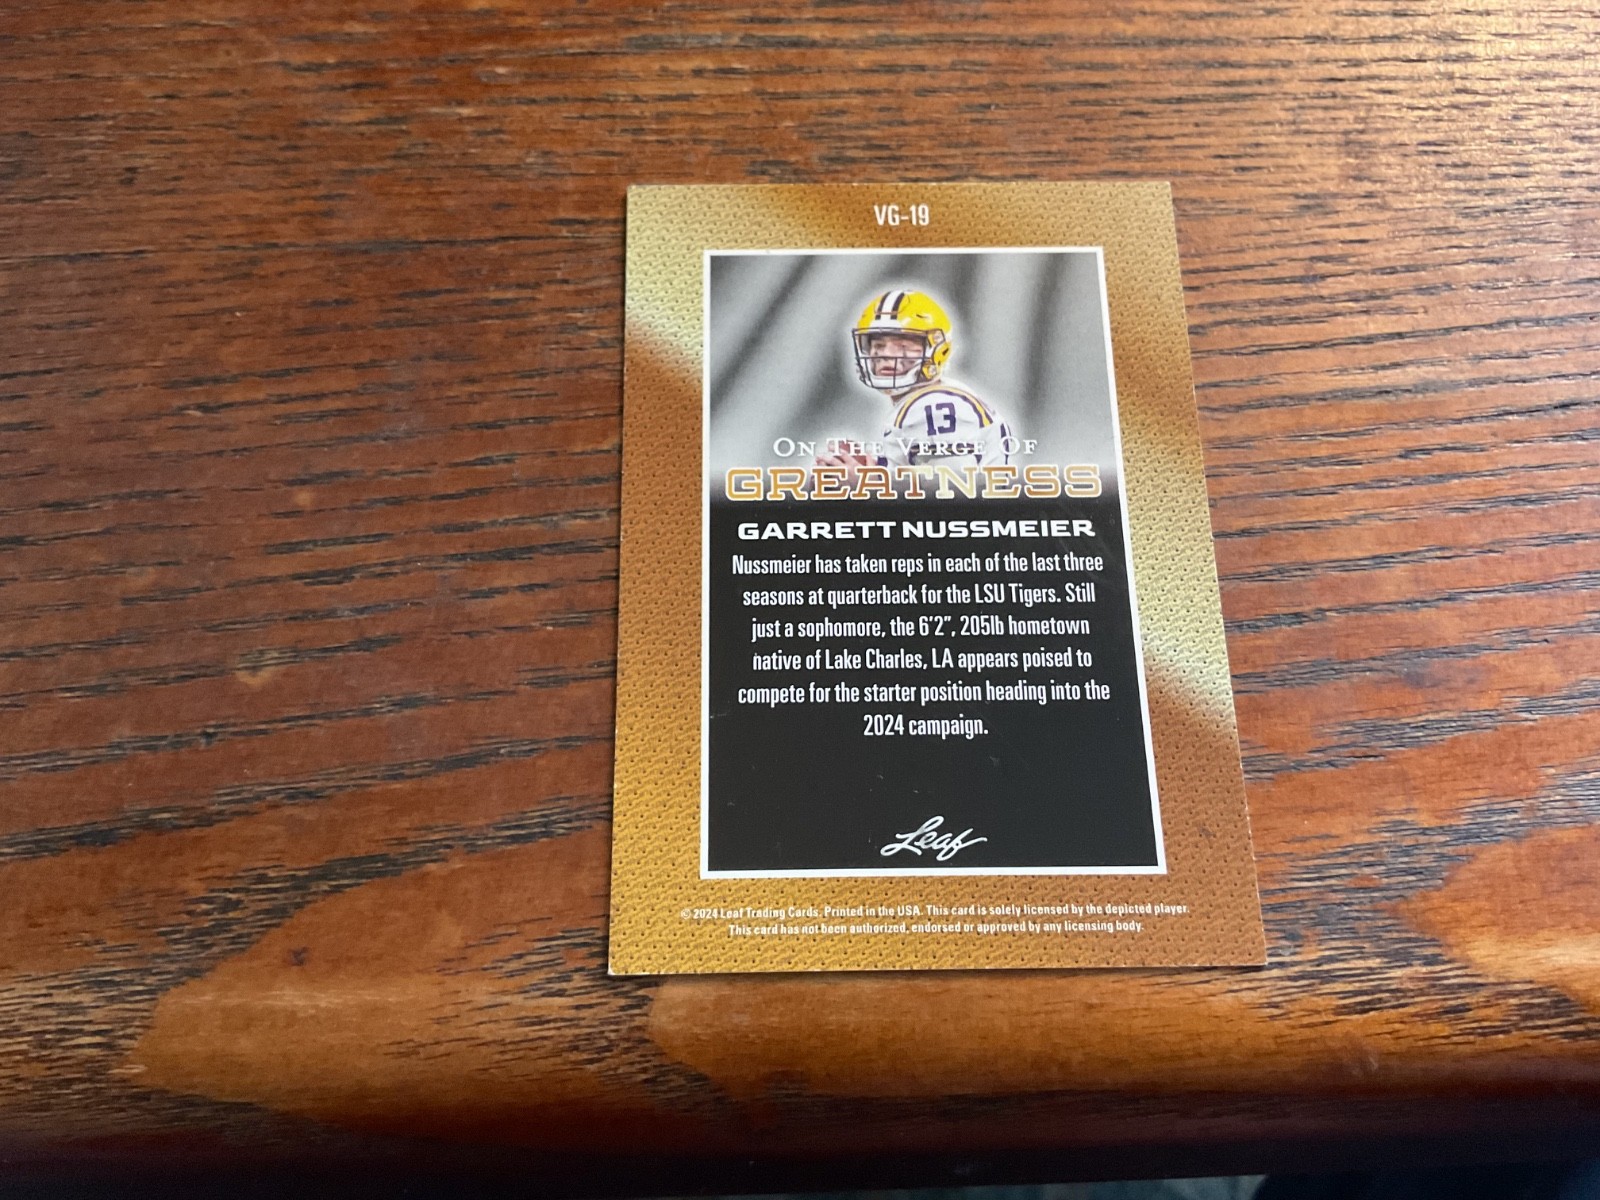 VG-19
13
ON THE VERGE OF
GREATNESS
GARRETT NUSSMEIER
Nussmeier has taken reps in each of the last three
seasons at quarterback for the LSU Tigers. Still
just a sophomore, the 6'2", 205lb hometown
native of Lake Charles, LA appears poised to
compete for the starter position heading into the
2024 campaign.
Leaf
© 2024 Leaf Trading Cards. Printed in the USA. This card is solely licensed by the depicted player.
This card has not been authorized, endorsed or approved by any licensing body.